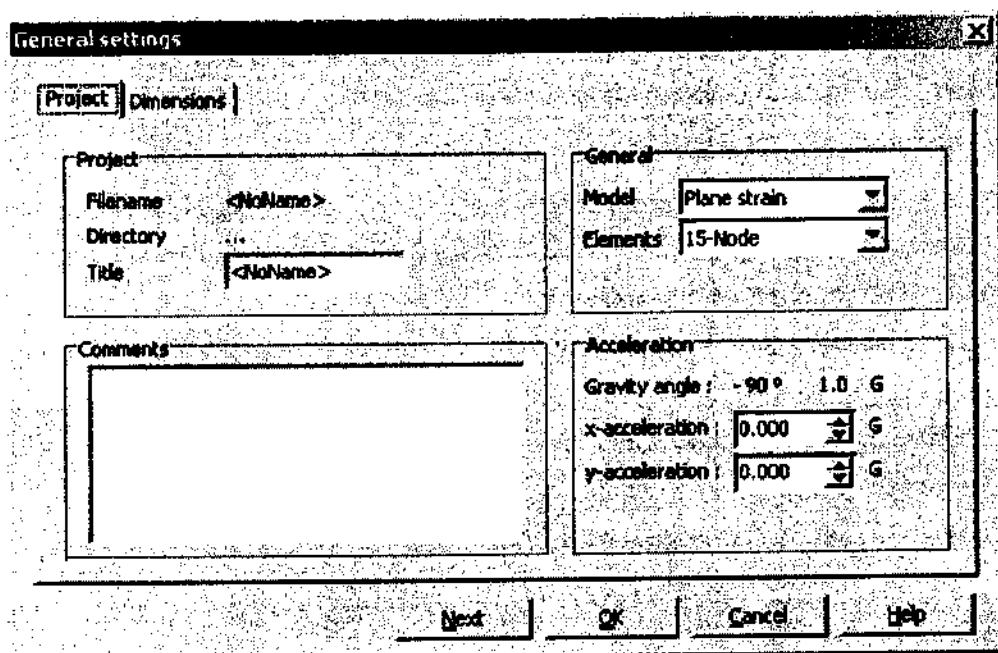 General settings
Project Dimensions
Project
Filename <NoName>
Directory ...
Title <NoName>
General
Model Plane strain
Elements 15-Node
Comments
Acceleration
Gravity angle : -90 ° 1.0 G
x-acceleration : 0.000 G
y-acceleration : 0.000 G
Next OK Cancel Help